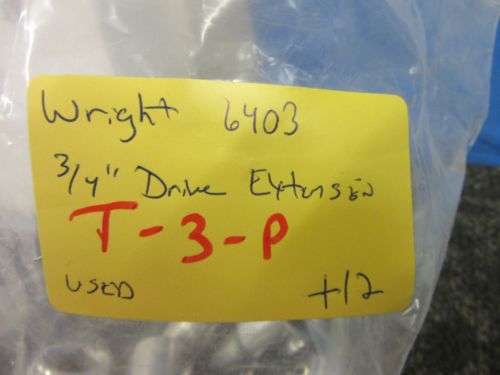 Wright 6403
3/4" Drive Extension
T-3-P
USED +12